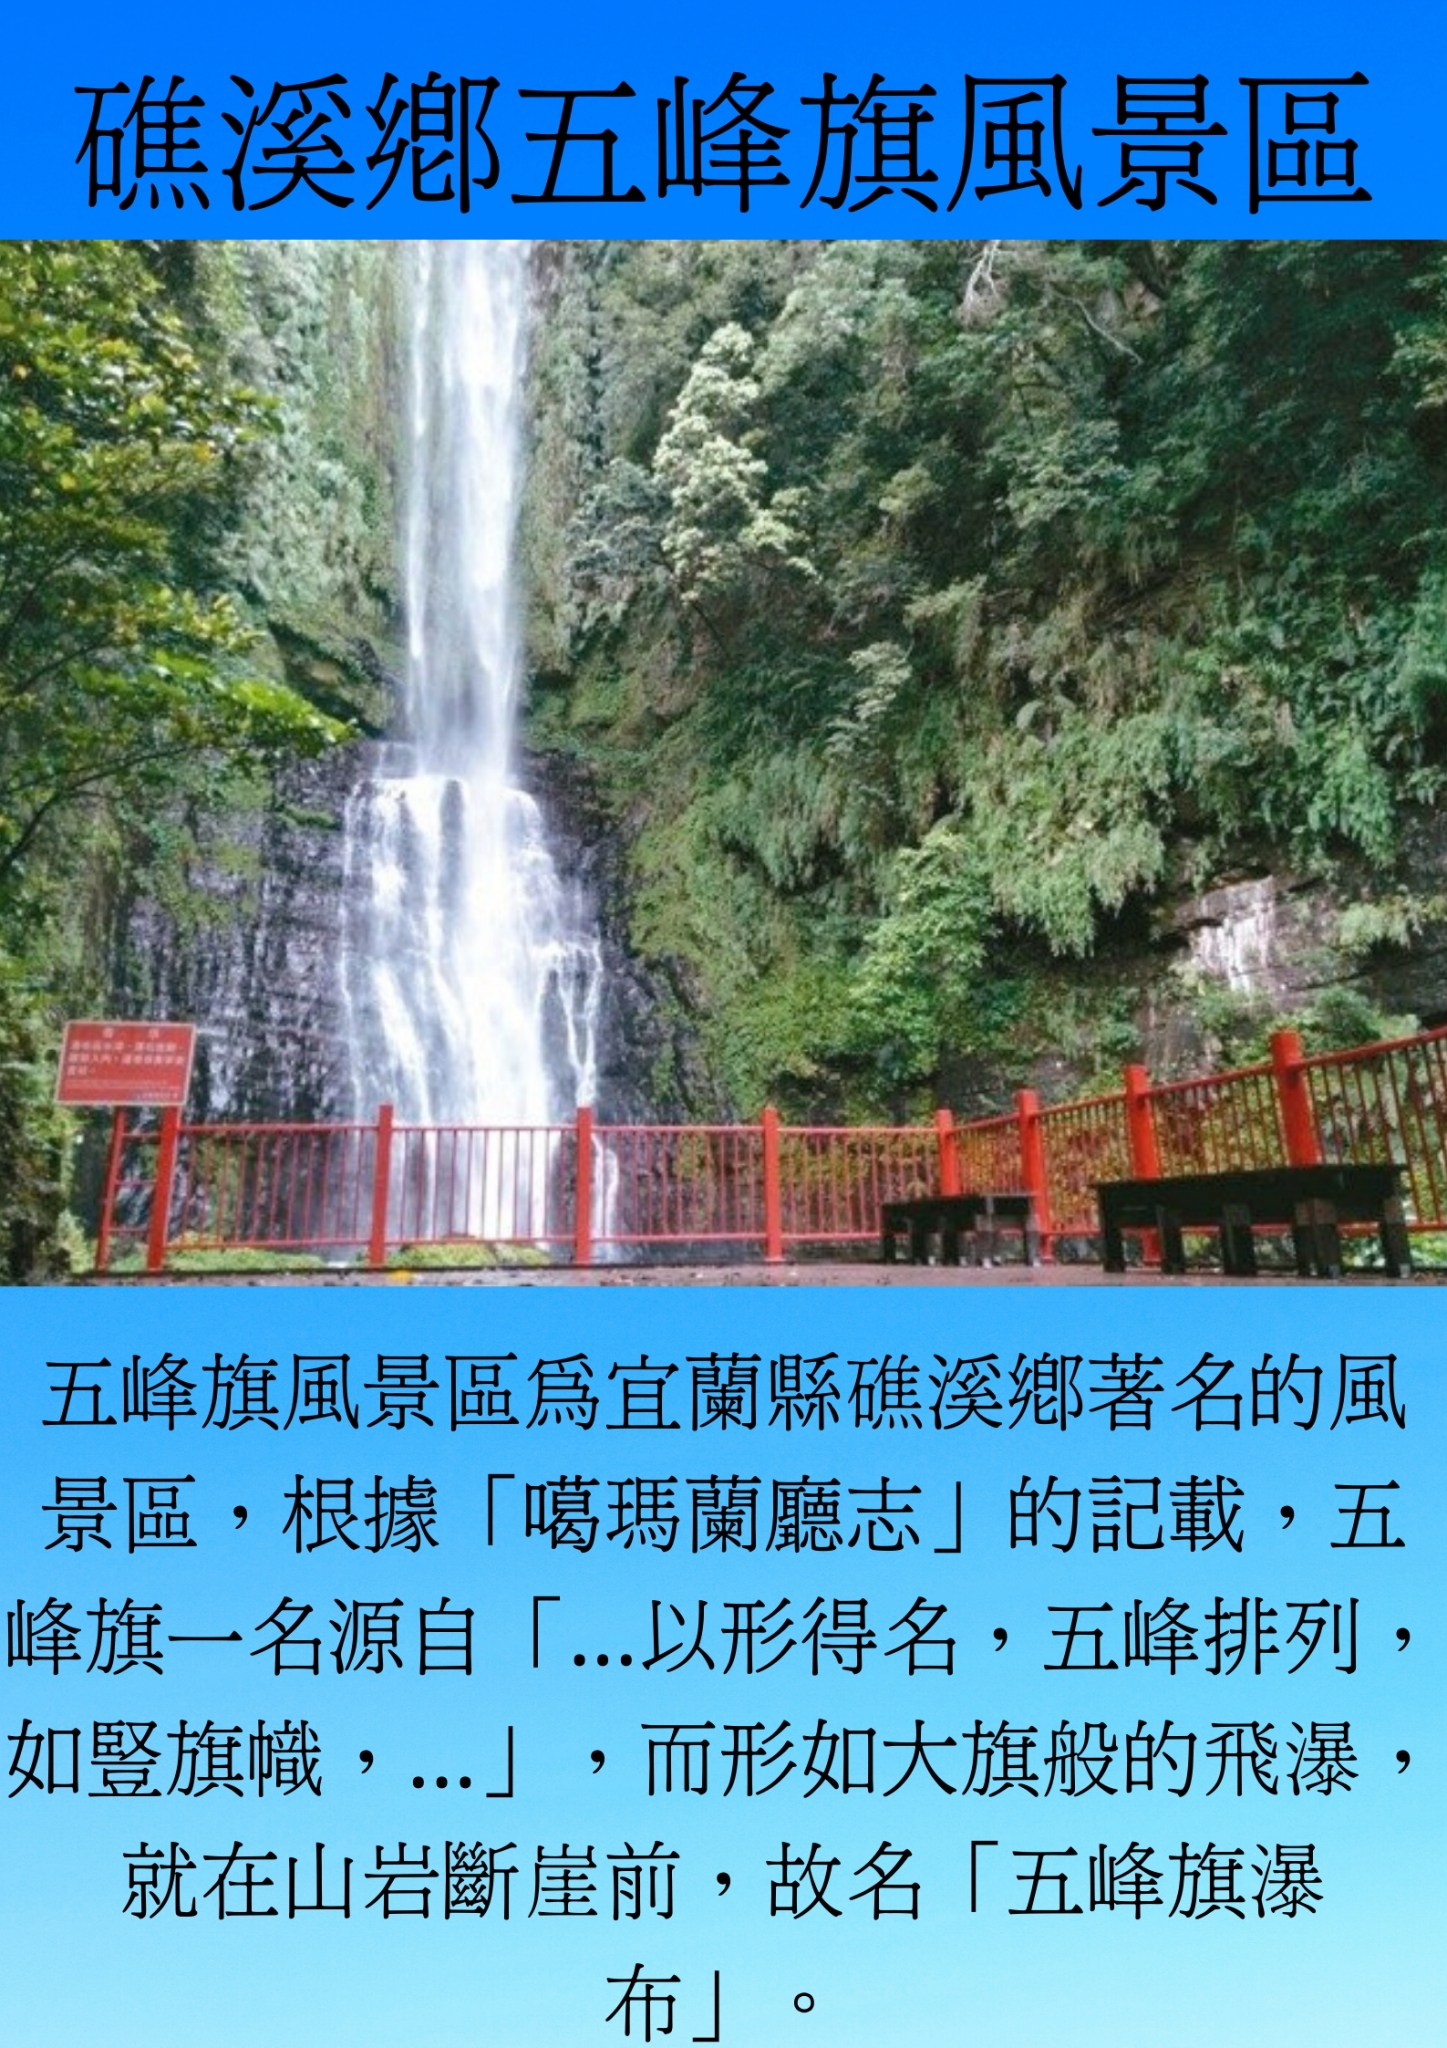 礁溪鄉五峰旗風景區
五峰旗風景區為宜蘭縣礁溪鄉著名的風
景區，根據「噶瑪蘭廳志」的記載，五
峰旗一名源自「...以形得名，五峰排列，
如豎旗幟，...」，而形如大旗般的飛瀑，
就在山岩斷崖前，故名「五峰旗瀑
布」。